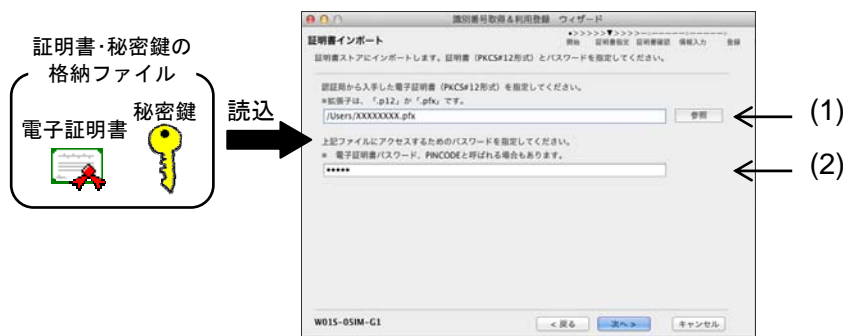 証明書・秘密鍵の
格納ファイル
電子証明書
秘密鍵
読込
識別番号取得&利用登録 ウィザード
証明書インポート
●>>>>>▼>>>>−:−−−−−:−−−−−:
開始 証明書指定 証明書確認 情報入力 登録
証明書ストアにインポートします。証明書(PKCS#12形式)とパスワードを指定してください。
認証局から入手した電子証明書(PKCS#12形式)を指定してください。
※拡張子は、「.p12」か「.pfx」です。
/Users/XXXXXXXX.pfx
参照
(1)
上記ファイルにアクセスするためのパスワードを指定してください。
※ 電子証明書パスワード、PINCODEと呼ばれる場合もあります。
•••••
(2)
W01S-05IM-G1
< 戻る
次へ >
キャンセル